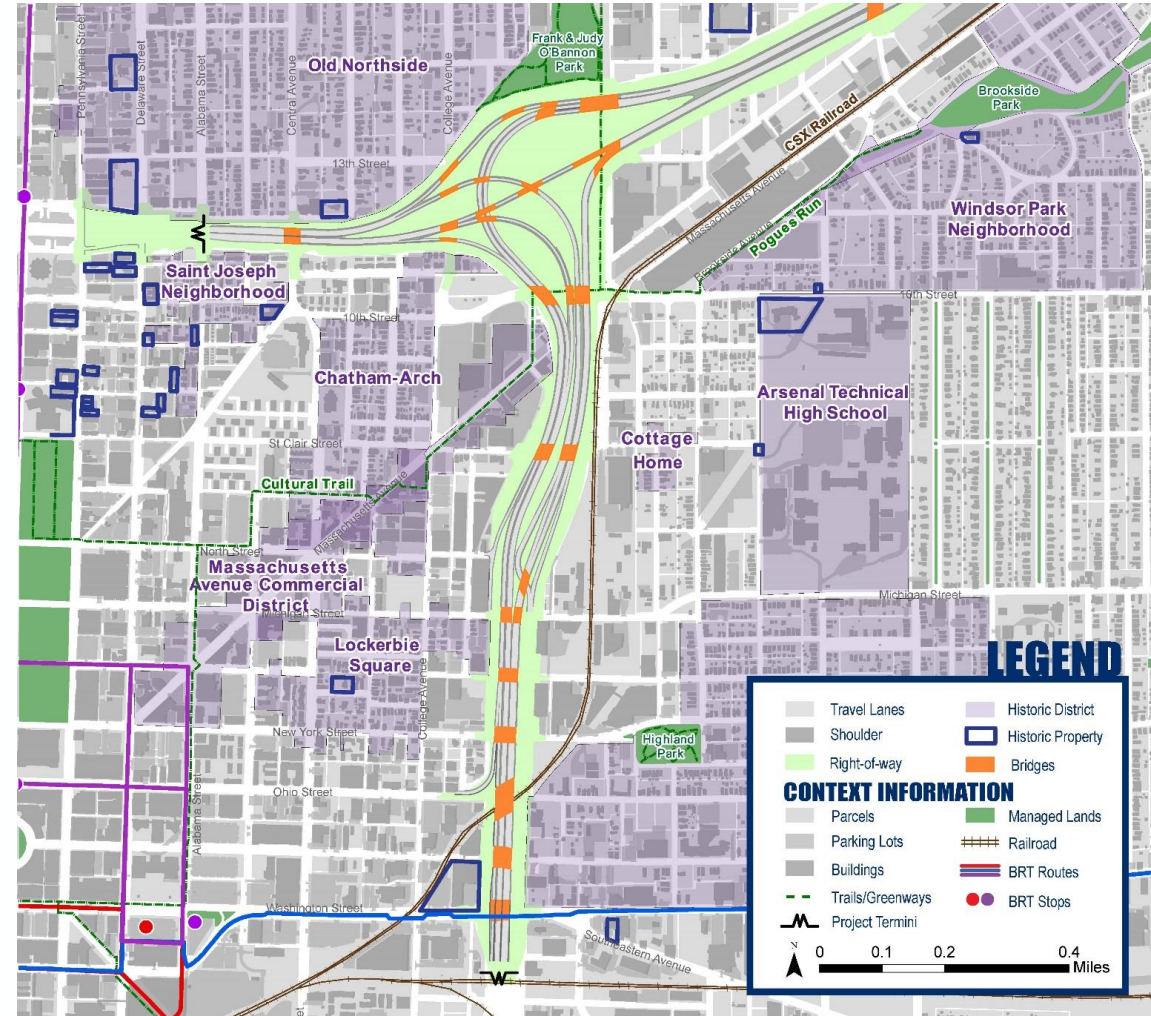 Pennsylvania Street
Delaware Street
Alabama Street
Central Avenue
College Avenue
Old Northside
Frank & Judy
O'Bannon
Park
13th Street
CSX Railroad
Massachusetts Avenue
Brookside Avenue
Pogues Run
Brookside
Park
Windsor Park
Neighborhood
Saint Joseph
Neighborhood
10th Street
10th Street
Chatham-Arch
Arsenal Technical
High School
St Clair Street
Cottage
Home
Cultural Trail
Massachusetts Avenue
North Street
Massachusetts
Avenue Commercial
District
Michigan Street
Michigan Street
Lockerbie
Square
College Avenue
New York Street
Highland
Park
Ohio Street
Alabama Street
Washington Street
Southeastern Avenue
LEGEND
Travel Lanes
Historic District
Shoulder
Historic Property
Right-of-way
Bridges
CONTEXT INFORMATION
Parcels
Managed Lands
Parking Lots
Railroad
Buildings
BRT Routes
Trails/Greenways
BRT Stops
Project Termini
N
0 0.1 0.2 0.4
Miles